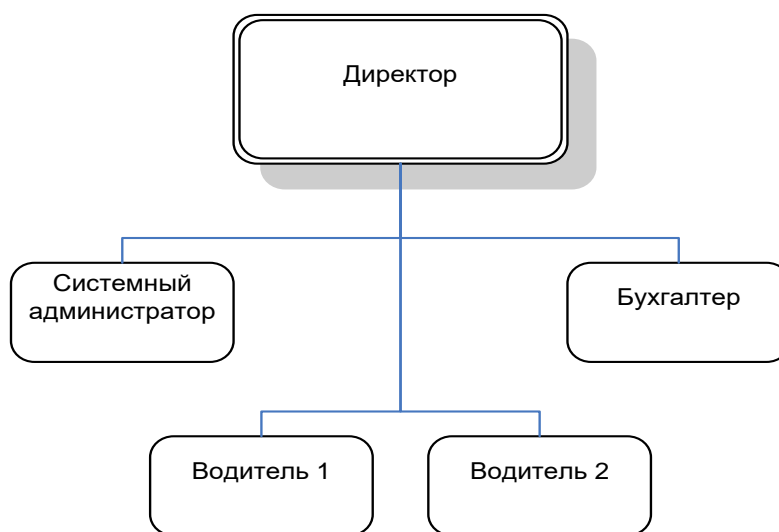 Директор
Системный
администратор
Бухгалтер
Водитель 1
Водитель 2